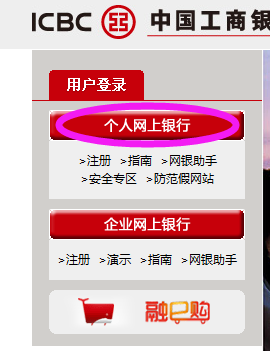 ICBC 中国工商银
用户登录
个人网上银行
>注册 >指南 >网银助手
>安全专区 >防范假网站
企业网上银行
>注册 >演示 >指南 >网银助手
融e购